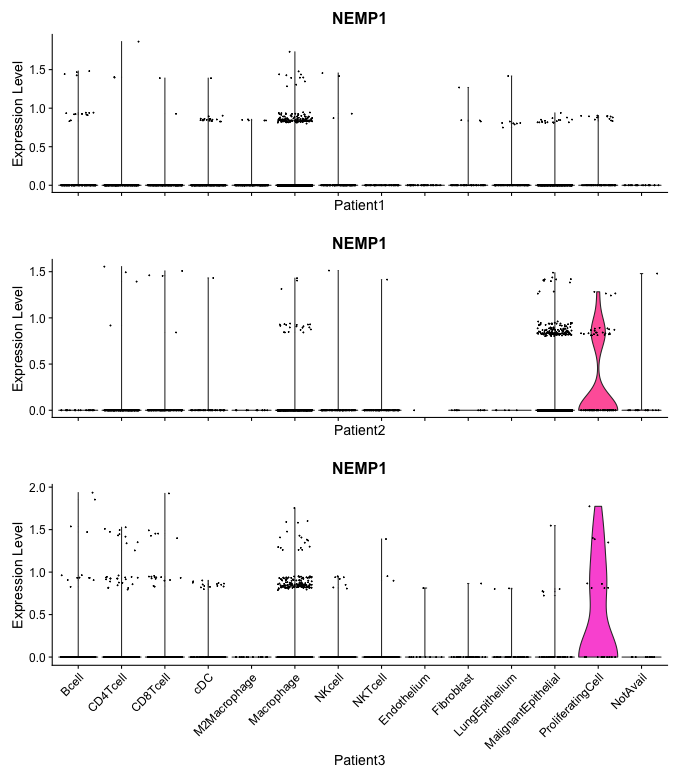 NEMP1
Expression Level
1.5
1.0
0.5
0.0
Patient1
NEMP1
Expression Level
1.5
1.0
0.5
0.0
Patient2
NEMP1
Expression Level
2.0
1.5
1.0
0.5
0.0
Bcell
CD4Tcell
CD8Tcell
cDC
M2Macrophage
Macrophage
NKcell
NKTcell
Endothelium
Fibroblast
LungEpithelium
MalignantEpithelial
ProliferatingCell
NotAvail
Patient3